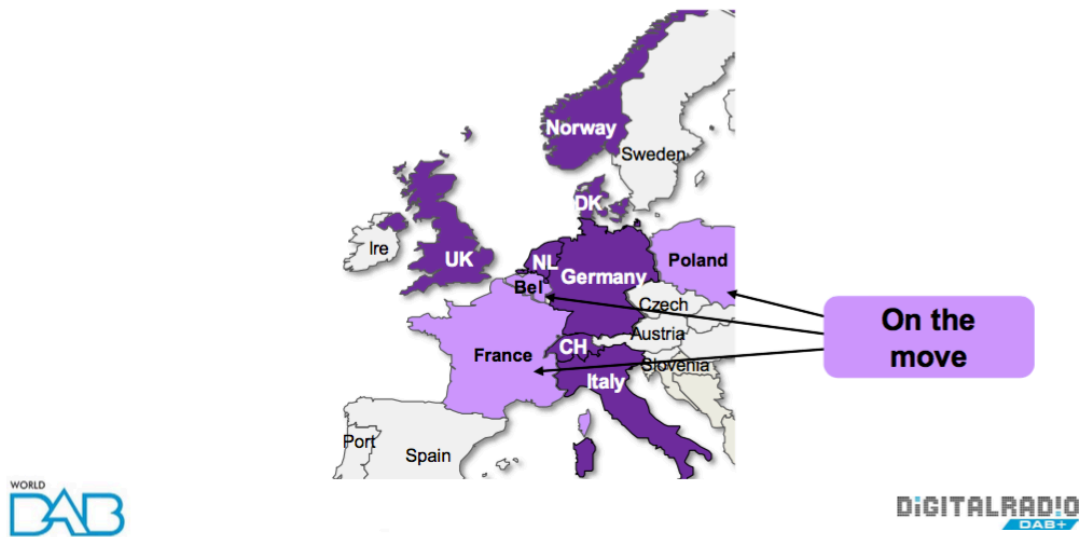 Norway
Sweden
DK
Ire
UK
NL
Germany
Poland
Bel
Czech
On the
move
Austria
CH
France
Slovenia
Italy
Port
Spain
WORLD
DAB
DiGITALRAD!O
DAB+